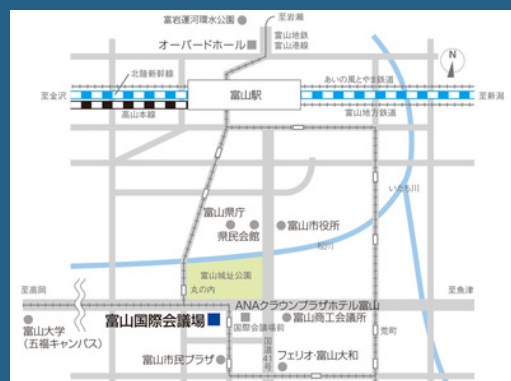 至岩瀬
富岩運河環水公園
富山地鉄
富山港線
オーバードホール
N
北陸新幹線
あいの風とやま鉄道
至金沢
富山駅
至新潟
高山本線
富山地方鉄道
いたち川
富山県庁
県民会館
富山市役所
松川
富山城址公園
丸の内
至高岡
至魚津
ANAクラウンプラザホテル富山
富山国際会議場
国際会議場前
富山商工会議所
荒町
富山大学
(五福キャンパス)
国道41号
富山市民プラザ
フェリオ・富山大和